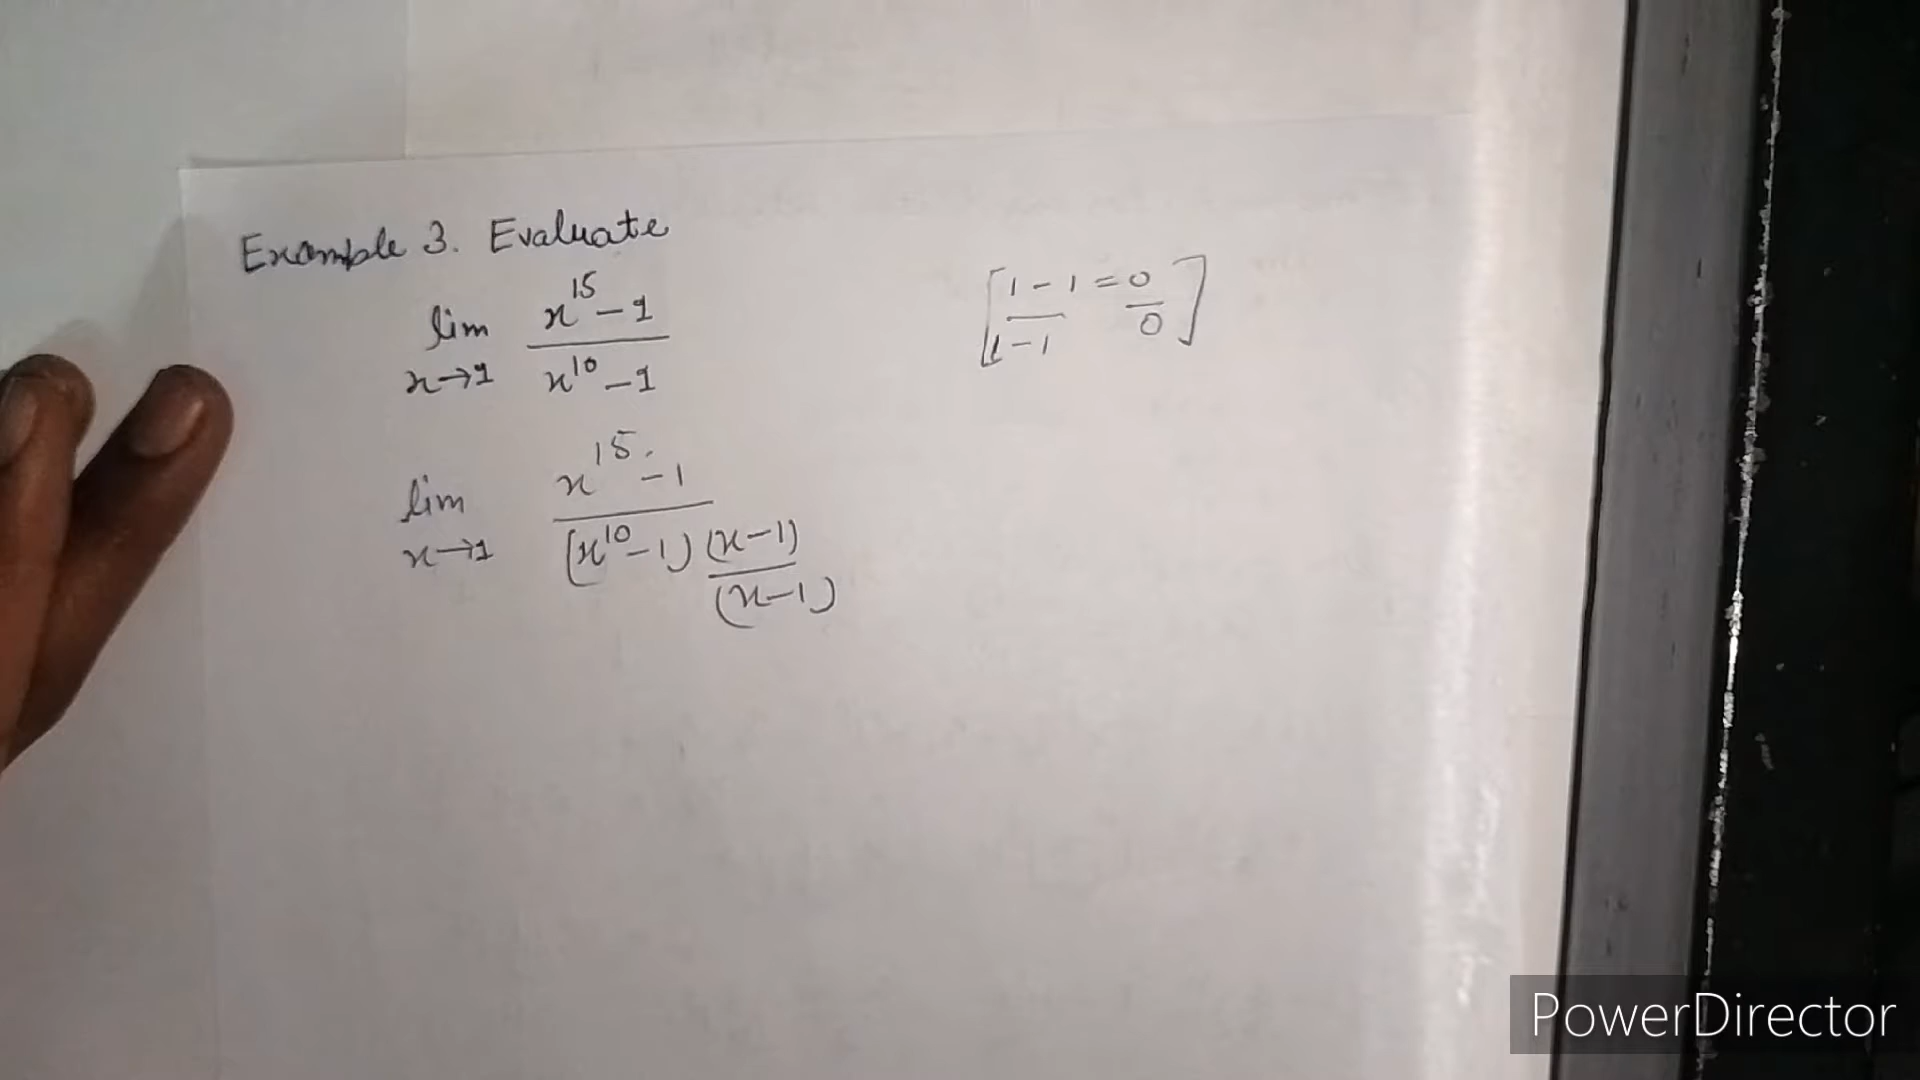 Example 3. Evaluate
lim x→1 (x^15 - 1)/(x^10 - 1)
[(1 - 1)/(1 - 1) = 0/0]
lim x→1 (x^15 - 1)/((x^10 - 1) (x - 1)/(x - 1))
PowerDirector